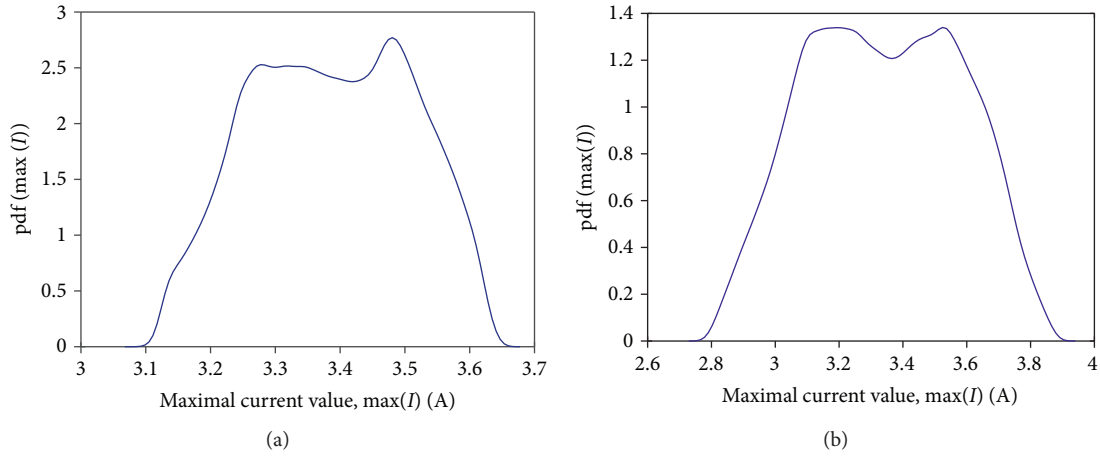 3
2.5
2
1.5
1
0.5
0
pdf (max (I))
3 3.1 3.2 3.3 3.4 3.5 3.6 3.7
Maximal current value, max(I) (A)
(a)
1.4
1.2
1
1.8
0.6
0.4
0.2
0
pdf (max(I))
2.6 2.8 3 3.2 3.4 3.6 3.8 4
Maximal current value, max(I) (A)
(b)